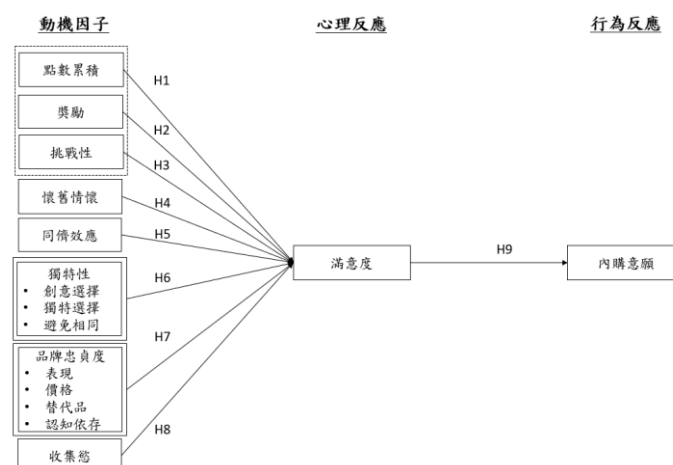 動機因子
心理反應
行為反應
點數累積
H1
獎勵
H2
挑戰性
H3
懷舊情懷
H4
同儕效應
H5
獨特性
• 創意選擇
• 獨特選擇
• 避免相同
H6
品牌忠貞度
• 表現
• 價格
• 替代品
• 認知依存
H7
收集慾
H8
滿意度
H9
內購意願